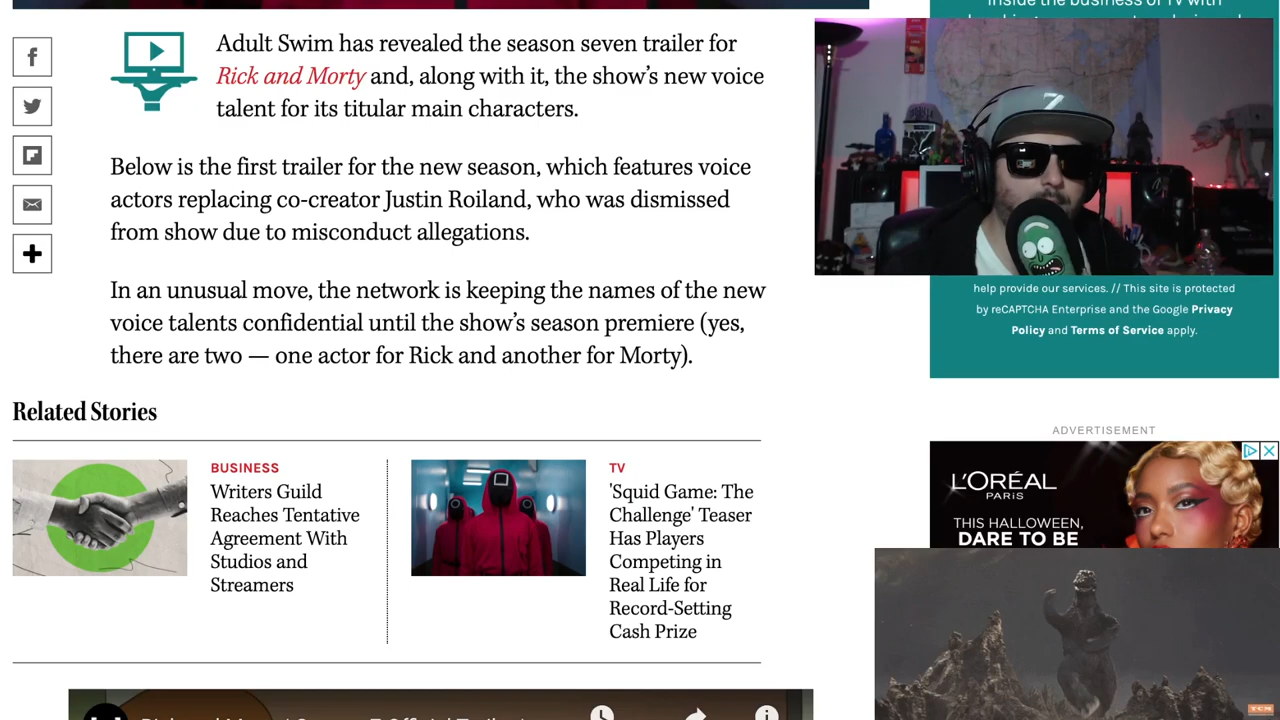 inside the business of TV with
Adult Swim has revealed the season seven trailer for
Rick and Morty and, along with it, the show's new voice
talent for its titular main characters.
Below is the first trailer for the new season, which features voice
actors replacing co-creator Justin Roiland, who was dismissed
from show due to misconduct allegations.
In an unusual move, the network is keeping the names of the new
voice talents confidential until the show's season premiere (yes,
there are two — one actor for Rick and another for Morty).
help provide our services. // This site is protected
by reCAPTCHA Enterprise and the Google Privacy
Policy and Terms of Service apply.
Related Stories
BUSINESS
Writers Guild
Reaches Tentative
Agreement With
Studios and
Streamers
TV
'Squid Game: The
Challenge' Teaser
Has Players
Competing in
Real Life for
Record-Setting
Cash Prize
ADVERTISEMENT
L'ORÉAL
PARIS
THIS HALLOWEEN,
DARE TO BE
TCM